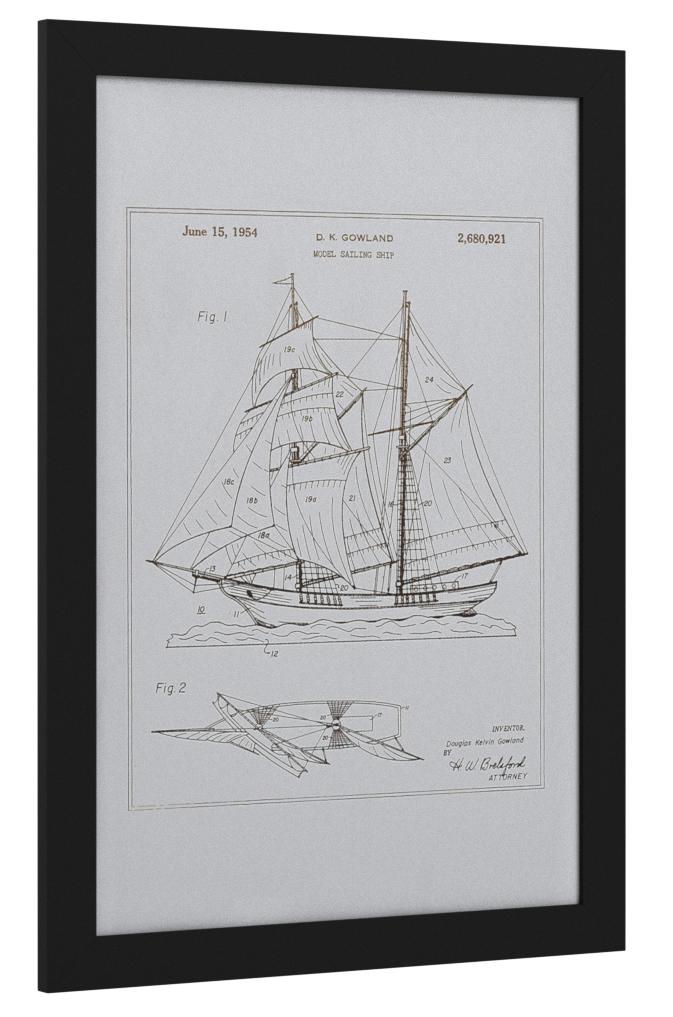 June 15, 1954
D. K. GOWLAND
2,680,921
MODEL SAILING SHIP
Fig. 1
19c
24
22
19b
23
18c
18b
19a
21
16
20
18a
13
14
20
17
10
11
12
Fig. 2
20
20
17
11
20
INVENTOR.
Douglas Kelvin Gowland
BY
H. W. Brelsford
ATTORNEY